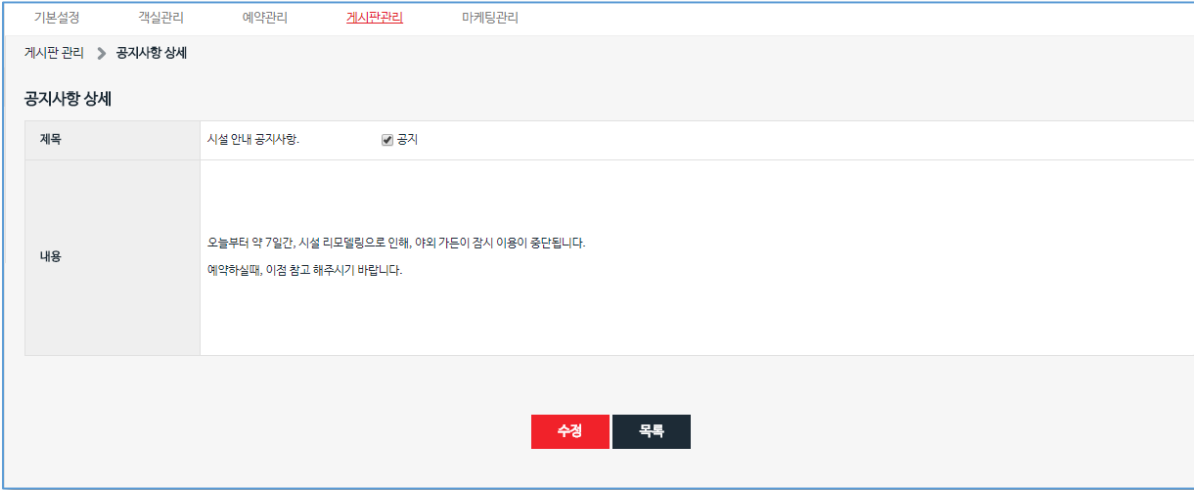 기본설정 객실관리 예약관리 게시판관리 마케팅관리
게시판 관리 > 공지사항 상세
공지사항 상세
제목 시설 안내 공지사항. 공지
내용
오늘부터 약 7일간, 시설 리모델링으로 인해, 야외 가든이 잠시 이용이 중단됩니다.
예약하실때, 이점 참고 해주시기 바랍니다.
수정 목록